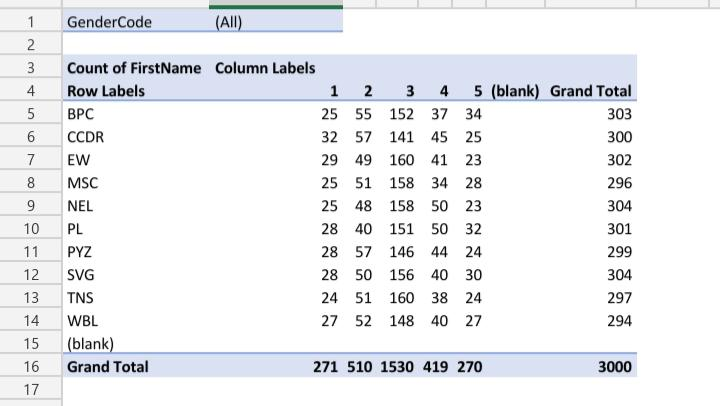 1 GenderCode (All)
2
3 Count of FirstName Column Labels
4 Row Labels 1 2 3 4 5 (blank) Grand Total
5 BPC 25 55 152 37 34 303
6 CCDR 32 57 141 45 25 300
7 EW 29 49 160 41 23 302
8 MSC 25 51 158 34 28 296
9 NEL 25 48 158 50 23 304
10 PL 28 40 151 50 32 301
11 PYZ 28 57 146 44 24 299
12 SVG 28 50 156 40 30 304
13 TNS 24 51 160 38 24 297
14 WBL 27 52 148 40 27 294
15 (blank)
16 Grand Total 271 510 1530 419 270 3000
17